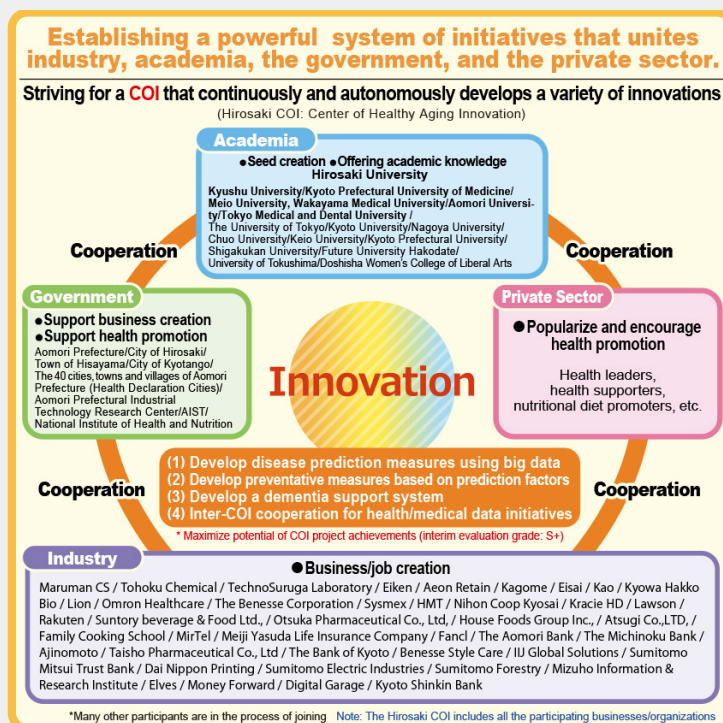 Establishing a powerful system of initiatives that unites
industry, academia, the government, and the private sector.
Striving for a COI that continuously and autonomously develops a variety of innovations
(Hirosaki COI: Center of Healthy Aging Innovation)
Academia
●Seed creation ●Offering academic knowledge
Hirosaki University
Kyushu University/Kyoto Prefectural University of Medicine/
Meio University, Wakayama Medical University/Aomori Universi-
ty/Tokyo Medical and Dental University /
The University of Tokyo/Kyoto University/Nagoya University/
Chuo University/Keio University/Kyoto Prefectural University/
Shigakukan University/Future University Hakodate/
University of Tokushima/Doshisha Women's College of Liberal Arts
Cooperation
Cooperation
Government
●Support business creation
●Support health promotion
Aomori Prefecture/City of Hirosaki/
Town of Hisayama/City of Kyotango/
The 40 cities,towns and villages of Aomori
Prefecture (Health Declaration Cities)/
Aomori Prefectural Industrial
Technology Research Center/AIST/
National Institute of Health and Nutrition
Private Sector
●Popularize and encourage
health promotion
Health leaders,
health supporters,
nutritional diet promoters, etc.
Innovation
(1) Develop disease prediction measures using big data
(2) Develop preventative measures based on prediction factors
(3) Develop a dementia support system
(4) Inter-COI cooperation for health/medical data initiatives
* Maximize potential of COI project achievements (interim evaluation grade: S+)
Cooperation
Cooperation
Industry
●Business/job creation
Maruman CS / Tohoku Chemical / TechnoSuruga Laboratory / Eiken / Aeon Retain / Kagome / Eisai / Kao / Kyowa Hakko
Bio / Lion / Omron Healthcare / The Benesse Corporation / Sysmex / HMT / Nihon Coop Kyosai / Kracie HD / Lawson /
Rakuten / Suntory beverage & Food Ltd., / Otsuka Pharmaceutical Co., Ltd, / House Foods Group Inc., / Atsugi Co.,LTD, /
Family Cooking School / MirTel / Meiji Yasuda Life Insurance Company / Fancl / The Aomori Bank / The Michinoku Bank /
Ajinomoto / Taisho Pharmaceutical Co., Ltd / The Bank of Kyoto / Benesse Style Care / IIJ Global Solutions / Sumitomo
Mitsui Trust Bank / Dai Nippon Printing / Sumitomo Electric Industries / Sumitomo Forestry / Mizuho Information &
Research Institute / Elves / Money Forward / Digital Garage / Kyoto Shinkin Bank
*Many other participants are in the process of joining Note: The Hirosaki COI includes all the participating businesses/organizations